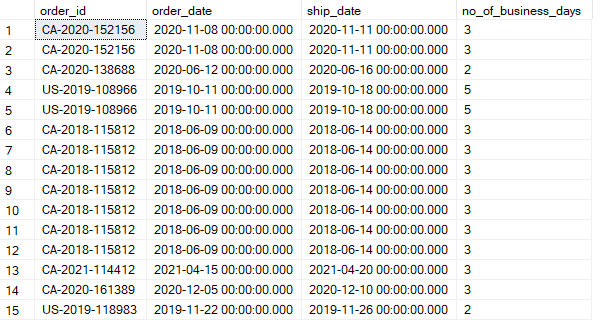 order_id order_date ship_date no_of_business_days
1 CA-2020-152156 2020-11-08 00:00:00.000 2020-11-11 00:00:00.000 3
2 CA-2020-152156 2020-11-08 00:00:00.000 2020-11-11 00:00:00.000 3
3 CA-2020-138688 2020-06-12 00:00:00.000 2020-06-16 00:00:00.000 2
4 US-2019-108966 2019-10-11 00:00:00.000 2019-10-18 00:00:00.000 5
5 US-2019-108966 2019-10-11 00:00:00.000 2019-10-18 00:00:00.000 5
6 CA-2018-115812 2018-06-09 00:00:00.000 2018-06-14 00:00:00.000 3
7 CA-2018-115812 2018-06-09 00:00:00.000 2018-06-14 00:00:00.000 3
8 CA-2018-115812 2018-06-09 00:00:00.000 2018-06-14 00:00:00.000 3
9 CA-2018-115812 2018-06-09 00:00:00.000 2018-06-14 00:00:00.000 3
10 CA-2018-115812 2018-06-09 00:00:00.000 2018-06-14 00:00:00.000 3
11 CA-2018-115812 2018-06-09 00:00:00.000 2018-06-14 00:00:00.000 3
12 CA-2018-115812 2018-06-09 00:00:00.000 2018-06-14 00:00:00.000 3
13 CA-2021-114412 2021-04-15 00:00:00.000 2021-04-20 00:00:00.000 3
14 CA-2020-161389 2020-12-05 00:00:00.000 2020-12-10 00:00:00.000 3
15 US-2019-118983 2019-11-22 00:00:00.000 2019-11-26 00:00:00.000 2